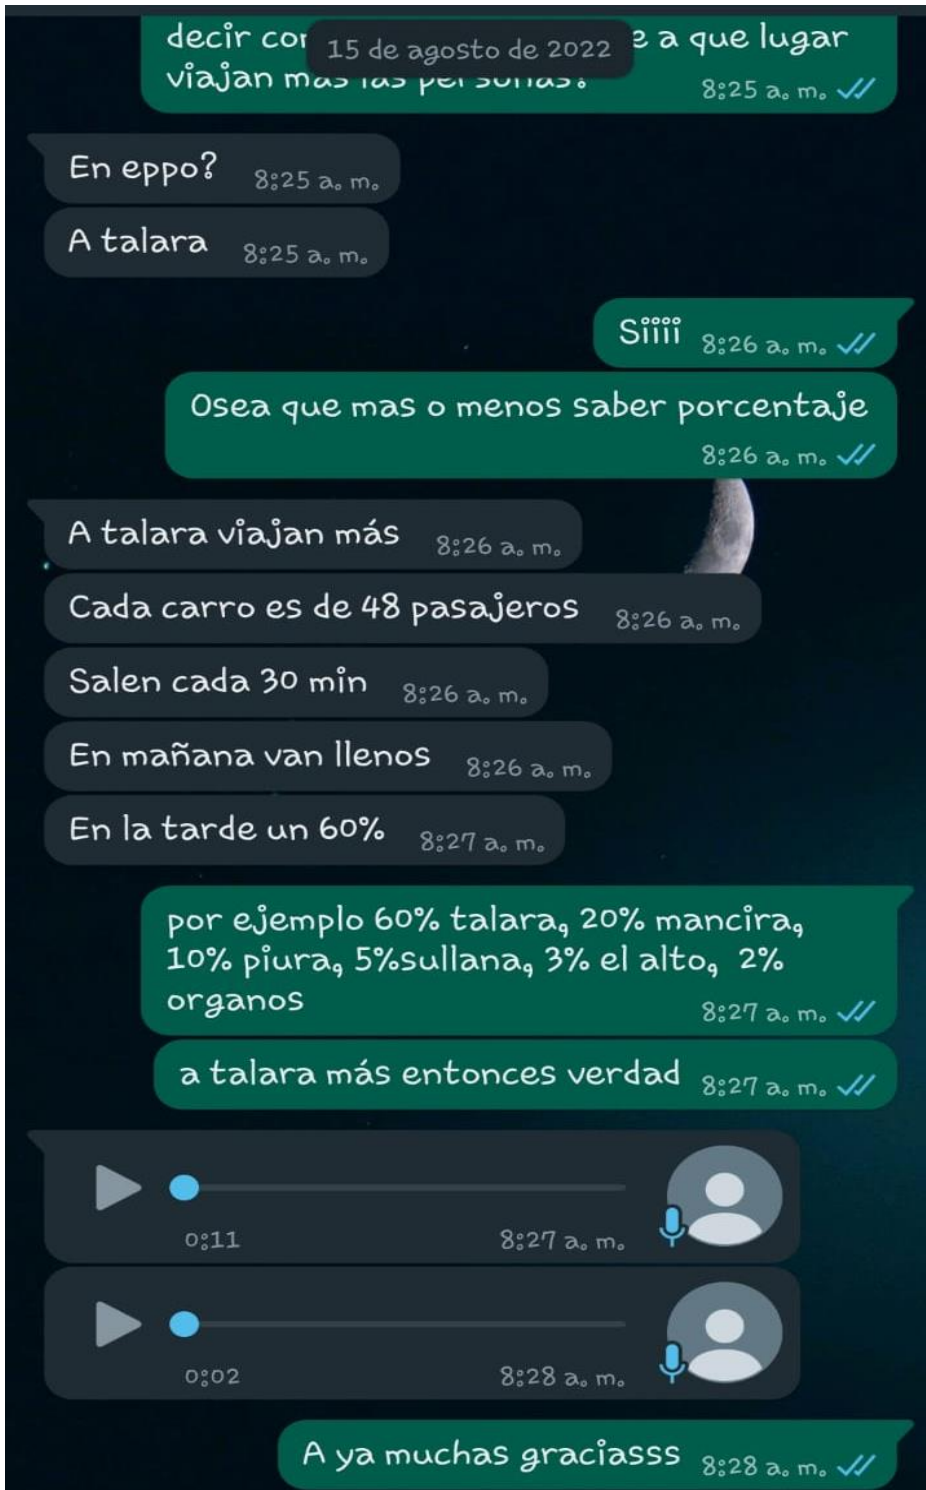 decir cor
15 de agosto de 2022
e a que lugar
viajan mas las personas?
8:25 a. m.
En eppo? 8:25 a. m.
A talara 8:25 a. m.
Siiii 8:26 a. m.
Osea que mas o menos saber porcentaje
8:26 a. m.
A talara viajan más 8:26 a. m.
Cada carro es de 48 pasajeros 8:26 a. m.
Salen cada 30 min 8:26 a. m.
En mañana van llenos 8:26 a. m.
En la tarde un 60% 8:27 a. m.
por ejemplo 60% talara, 20% mancira,
10% piura, 5%sullana, 3% el alto, 2%
organos 8:27 a. m.
a talara más entonces verdad 8:27 a. m.
0:11 8:27 a. m.
0:02 8:28 a. m.
A ya muchas graciasss 8:28 a. m.